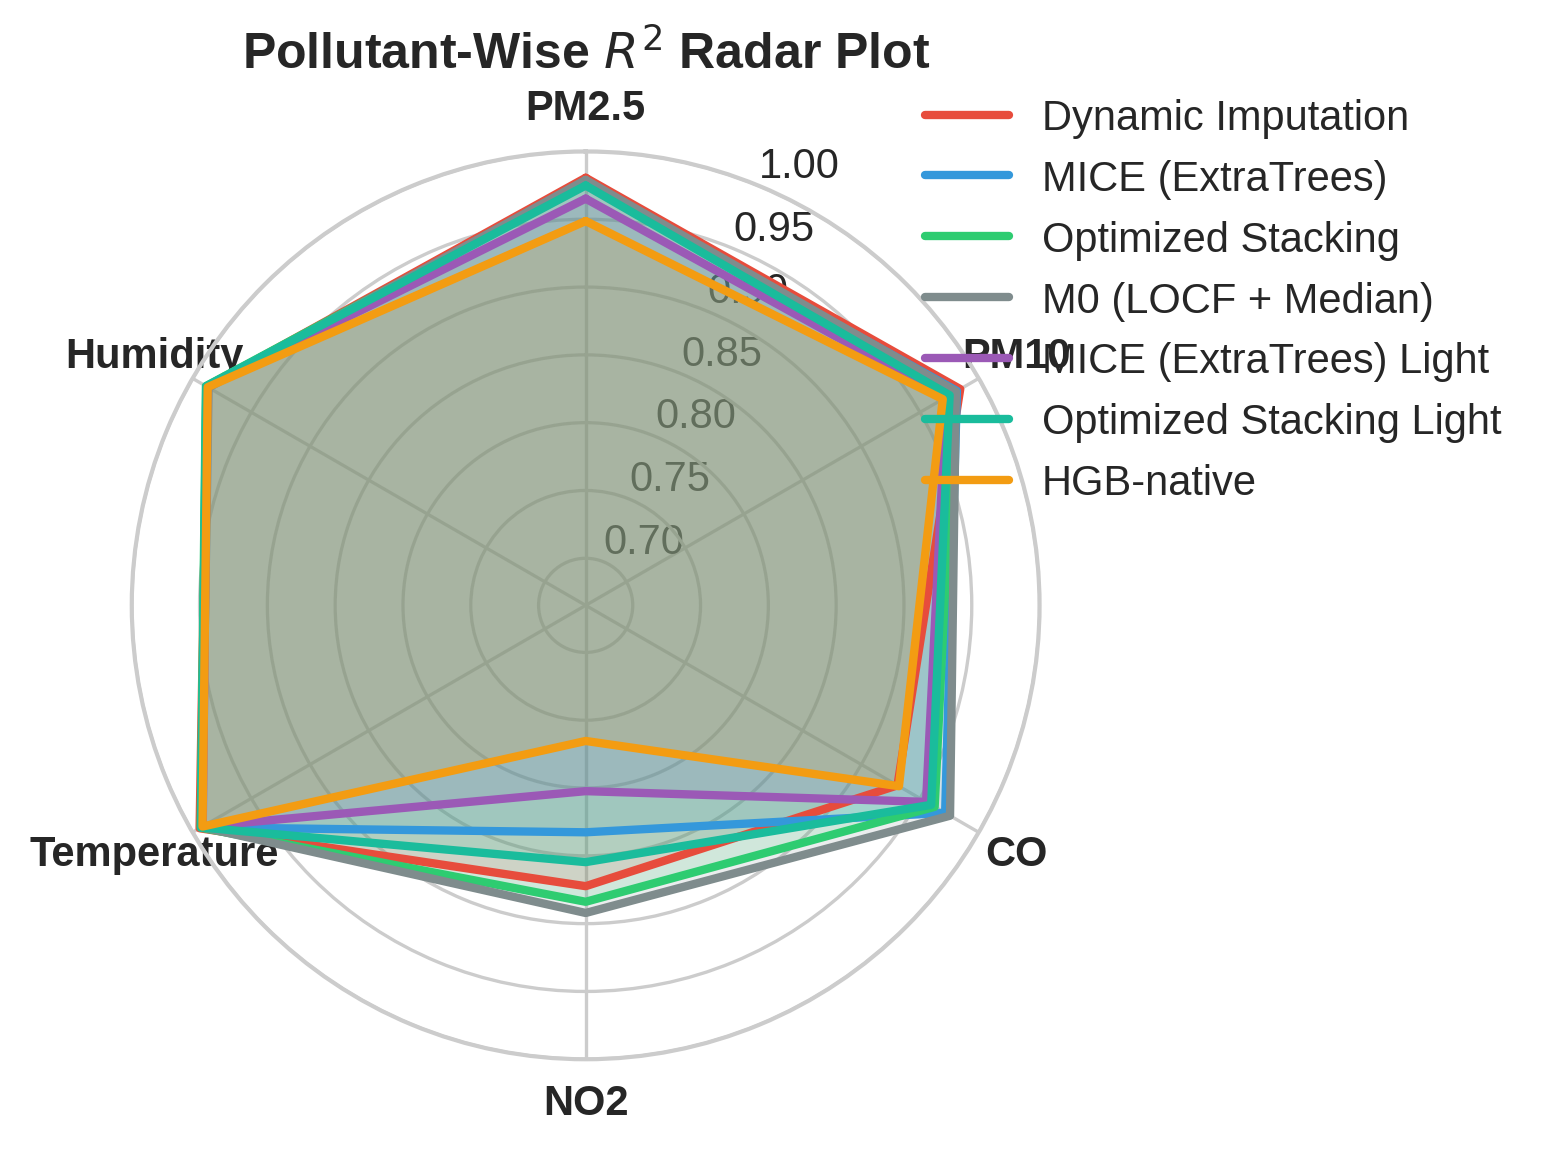 Pollutant-Wise R² Radar Plot
PM2.5
Dynamic Imputation
MICE (ExtraTrees)
Optimized Stacking
M0 (LOCF + Median)
MICE (ExtraTrees) Light
Optimized Stacking Light
HGB-native
1.00
0.95
0.90
0.85
0.80
0.75
0.70
Humidity
PM10
Temperature
CO
NO2